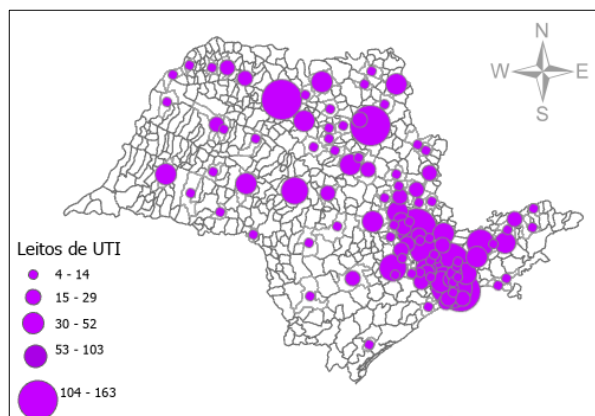 N
W E
S
Leitos de UTI
4 - 14
15 - 29
30 - 52
53 - 103
104 - 163